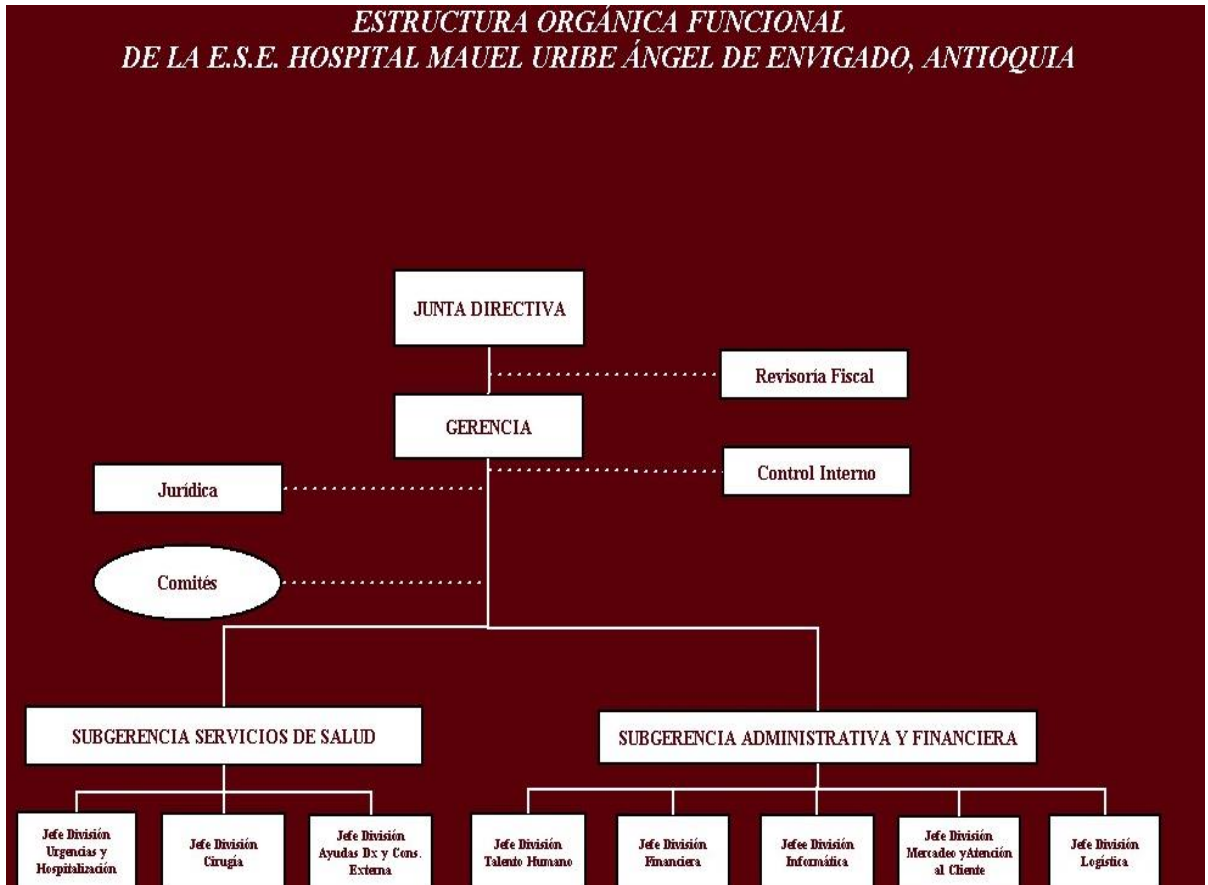 ESTRUCTURA ORGÁNICA FUNCIONAL
DE LA E.S.E. HOSPITAL MAUEL URIBE ÁNGEL DE ENVIGADO, ANTIOQUIA
JUNTA DIRECTIVA
Revisoría Fiscal
GERENCIA
Control Interno
Jurídica
Comités
SUBGERENCIA SERVICIOS DE SALUD
SUBGERENCIA ADMINISTRATIVA Y FINANCIERA
Jefe División
Urgencias y
Hospitalización
Jefe División
Cirugía
Jefe División
Ayudas Dx y Cons.
Externa
Jefe División
Talento Humano
Jefe División
Financiera
Jefee División
Informática
Jefe División
Mercadeo yAtención
al Cliente
Jefe División
Logística